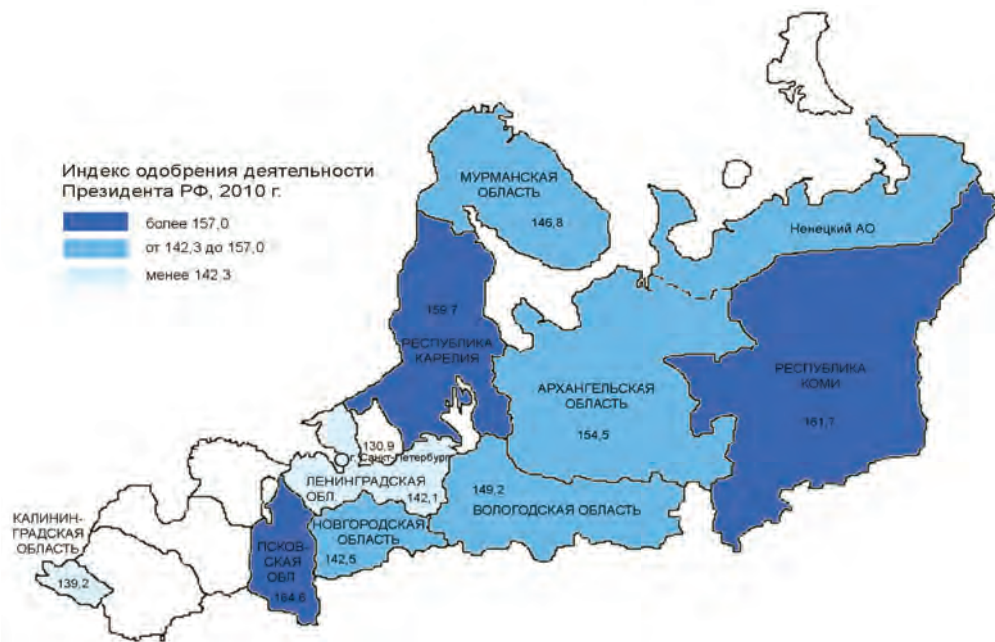 Индекс одобрения деятельности
Президента РФ, 2010 г.
более 157,0
от 142,3 до 157,0
менее 142.3
МУРМАНСКАЯ
ОБЛАСТЬ
146,8
Ненецкий АО
159.7
РЕСПУБЛИКА
КАРЕЛИЯ
РЕСПУБЛИКА
КОМИ
161,7
АРХАНГЕЛЬСКАЯ
ОБЛАСТЬ
154,5
130,9
г. Санкт-Петербург
ЛЕНИНГРАДСКАЯ
ОБЛ.
142,1
149,2
ВОЛОГОДСКАЯ ОБЛАСТЬ
НОВГОРОДСКАЯ
ОБЛАСТЬ
142,5
КАЛИНИН-
ГРАДСКАЯ
ОБЛАСТЬ
139,2
ПСКОВ-
СКАЯ
ОБЛ
164,6